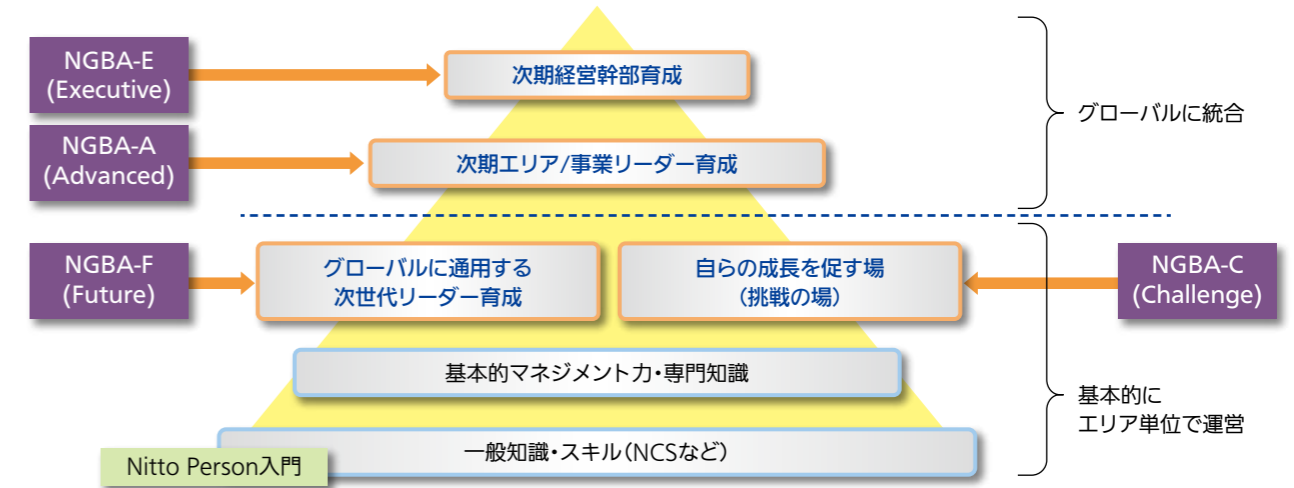 NGBA-E
(Executive)
次期経営幹部育成
グローバルに統合
NGBA-A
(Advanced)
次期エリア/事業リーダー育成
NGBA-F
(Future)
グローバルに通用する
次世代リーダー育成
自らの成長を促す場
(挑戦の場)
NGBA-C
(Challenge)
基本的マネジメント力・専門知識
基本的に
エリア単位で運営
一般知識・スキル(NCSなど)
Nitto Person入門